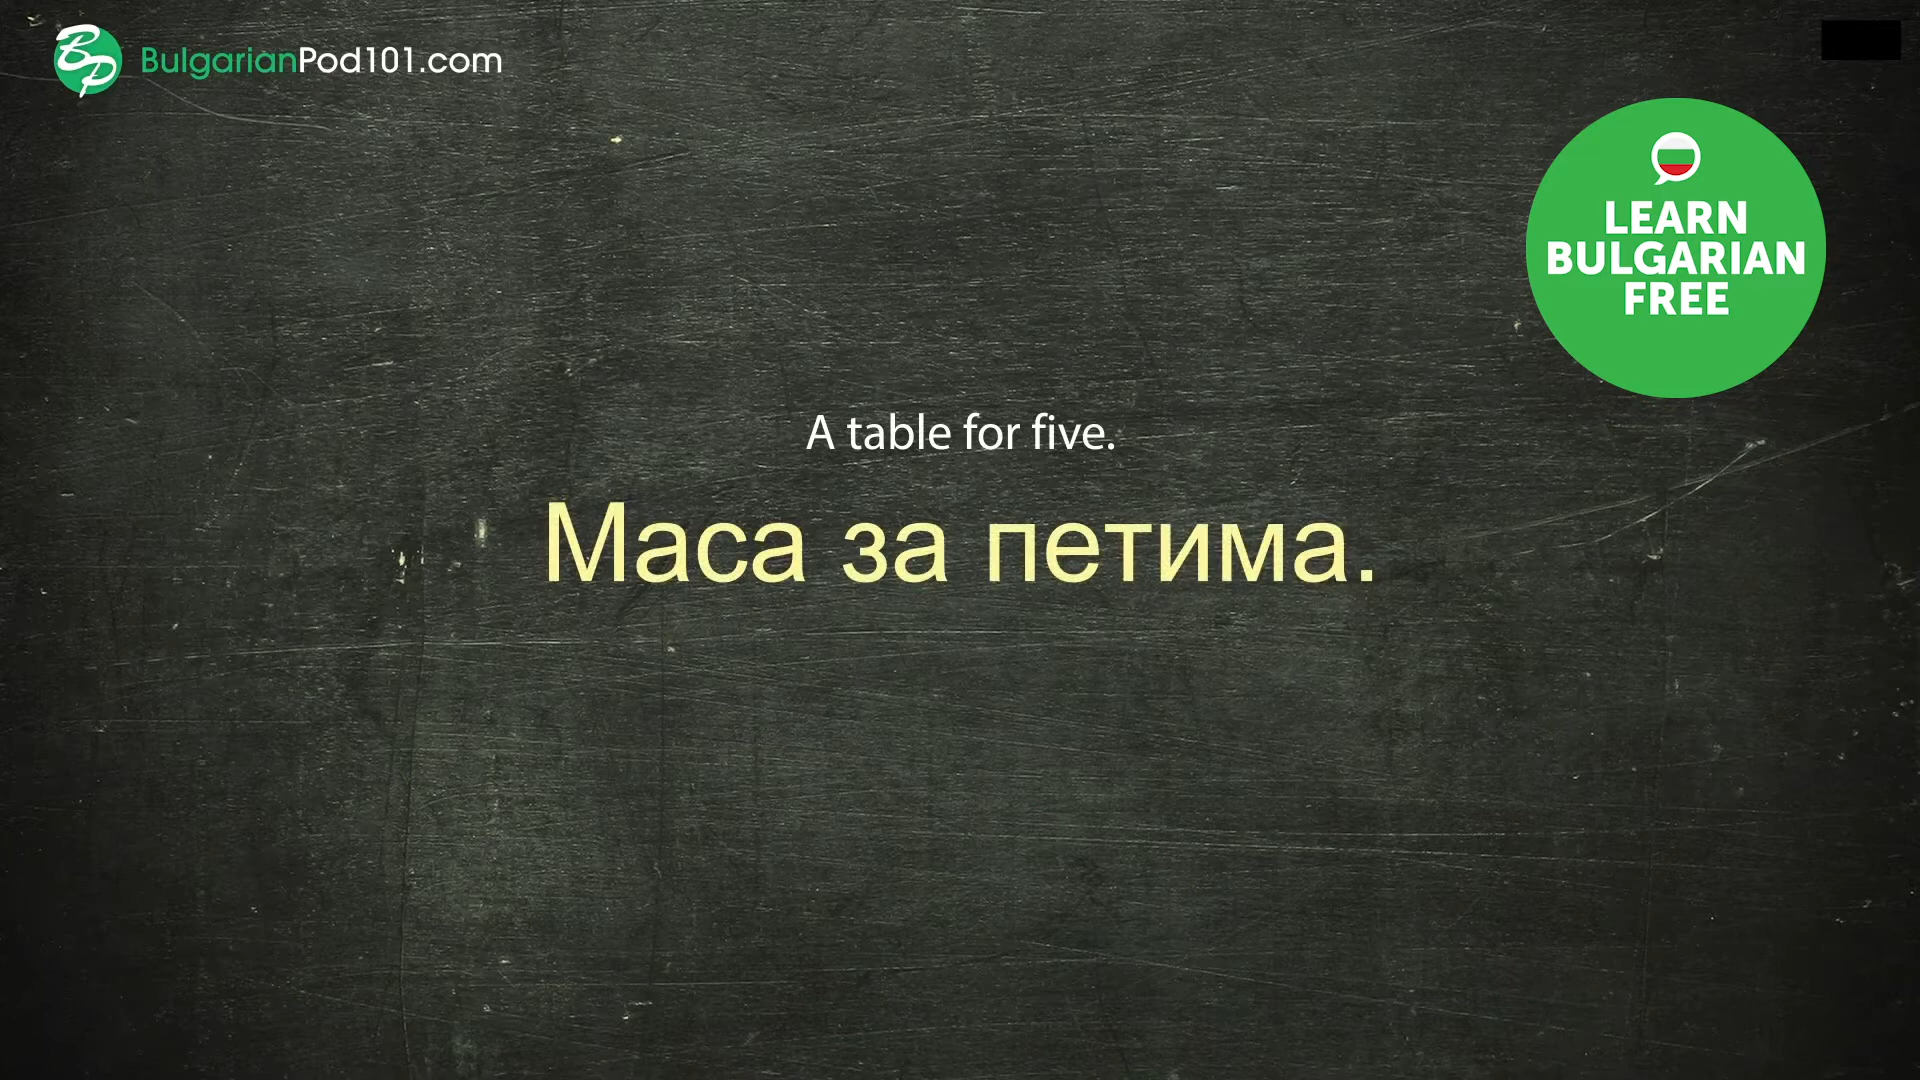 BulgarianPod101.com
LEARN
BULGARIAN
FREE
A table for five.
Маса за петима.